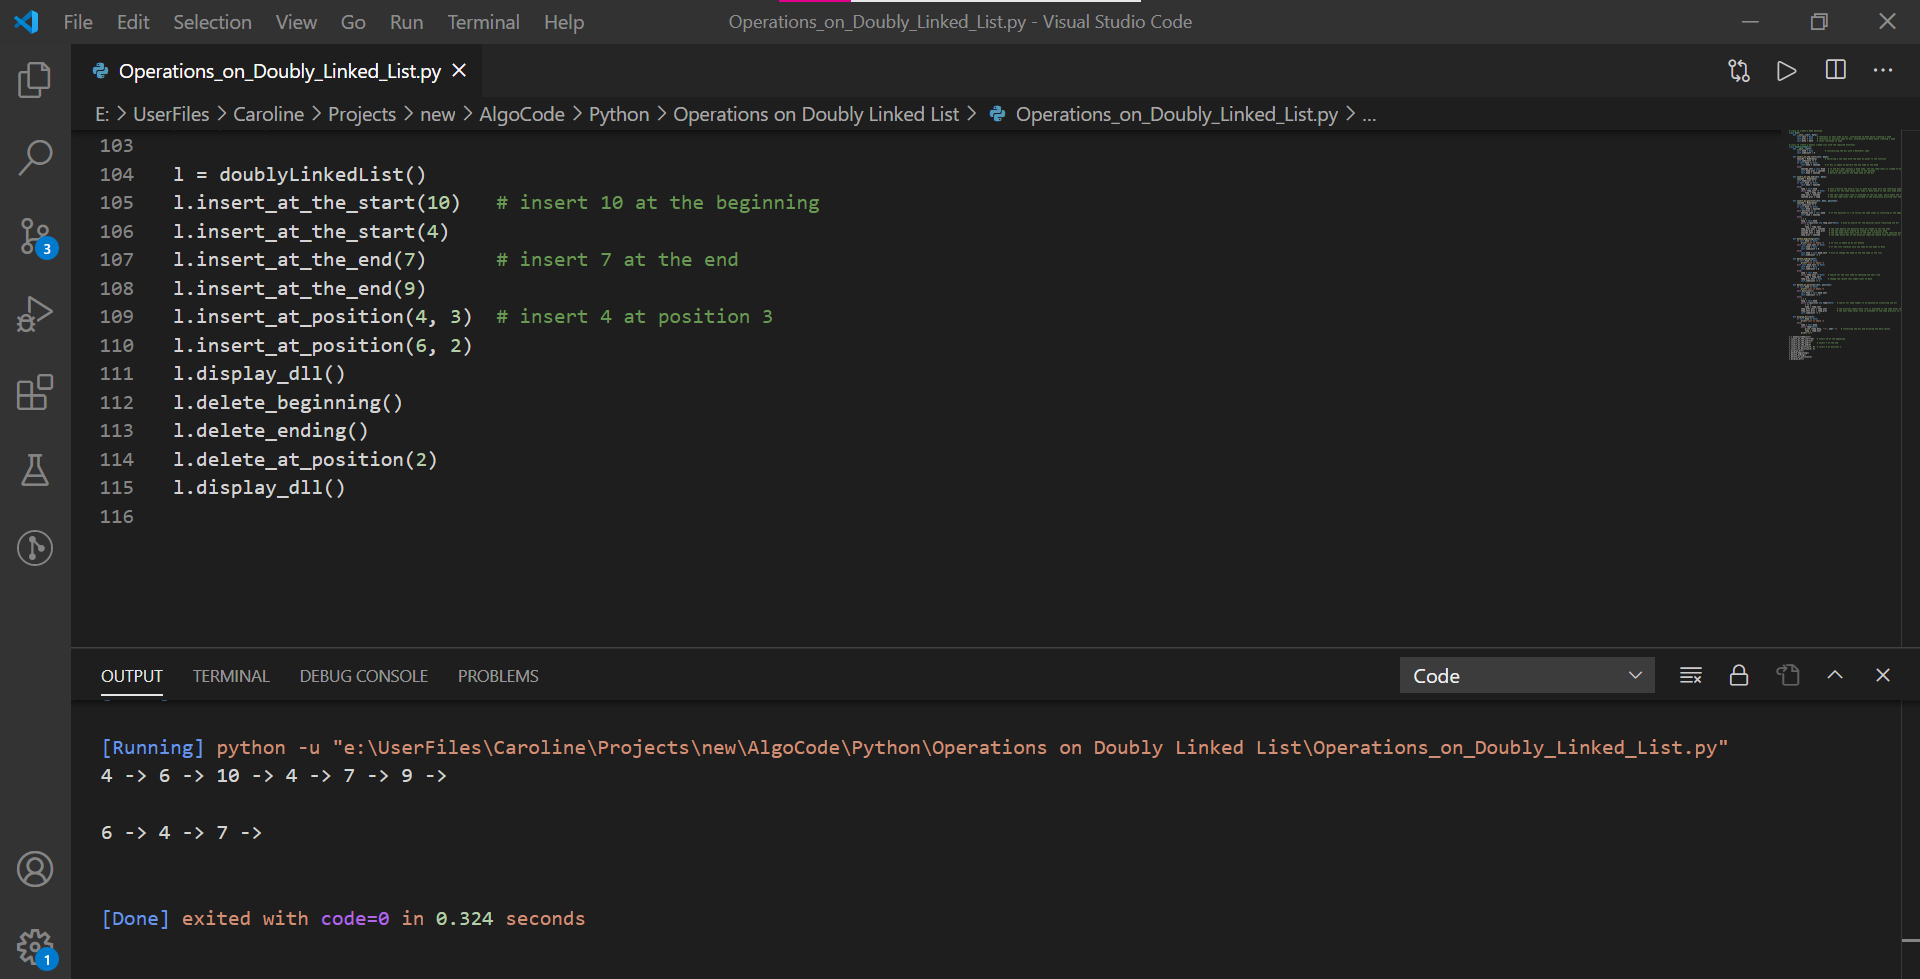 File Edit Selection View Go Run Terminal Help
Operations_on_Doubly_Linked_List.py - Visual Studio Code
Operations_on_Doubly_Linked_List.py
E: > UserFiles > Caroline > Projects > new > AlgoCode > Python > Operations on Doubly Linked List > Operations_on_Doubly_Linked_List.py > ...
103
104 l = doublyLinkedList()
105 l.insert_at_the_start(10) # insert 10 at the beginning
106 l.insert_at_the_start(4)
107 l.insert_at_the_end(7) # insert 7 at the end
108 l.insert_at_the_end(9)
109 l.insert_at_position(4, 3) # insert 4 at position 3
110 l.insert_at_position(6, 2)
111 l.display_dll()
112 l.delete_beginning()
113 l.delete_ending()
114 l.delete_at_position(2)
115 l.display_dll()
116
3
1
OUTPUT TERMINAL DEBUG CONSOLE PROBLEMS
Code
[Running] python -u "e:\UserFiles\Caroline\Projects\new\AlgoCode\Python\Operations on Doubly Linked List\Operations_on_Doubly_Linked_List.py"
4 -> 6 -> 10 -> 4 -> 7 -> 9 ->
6 -> 4 -> 7 ->
[Done] exited with code=0 in 0.324 seconds